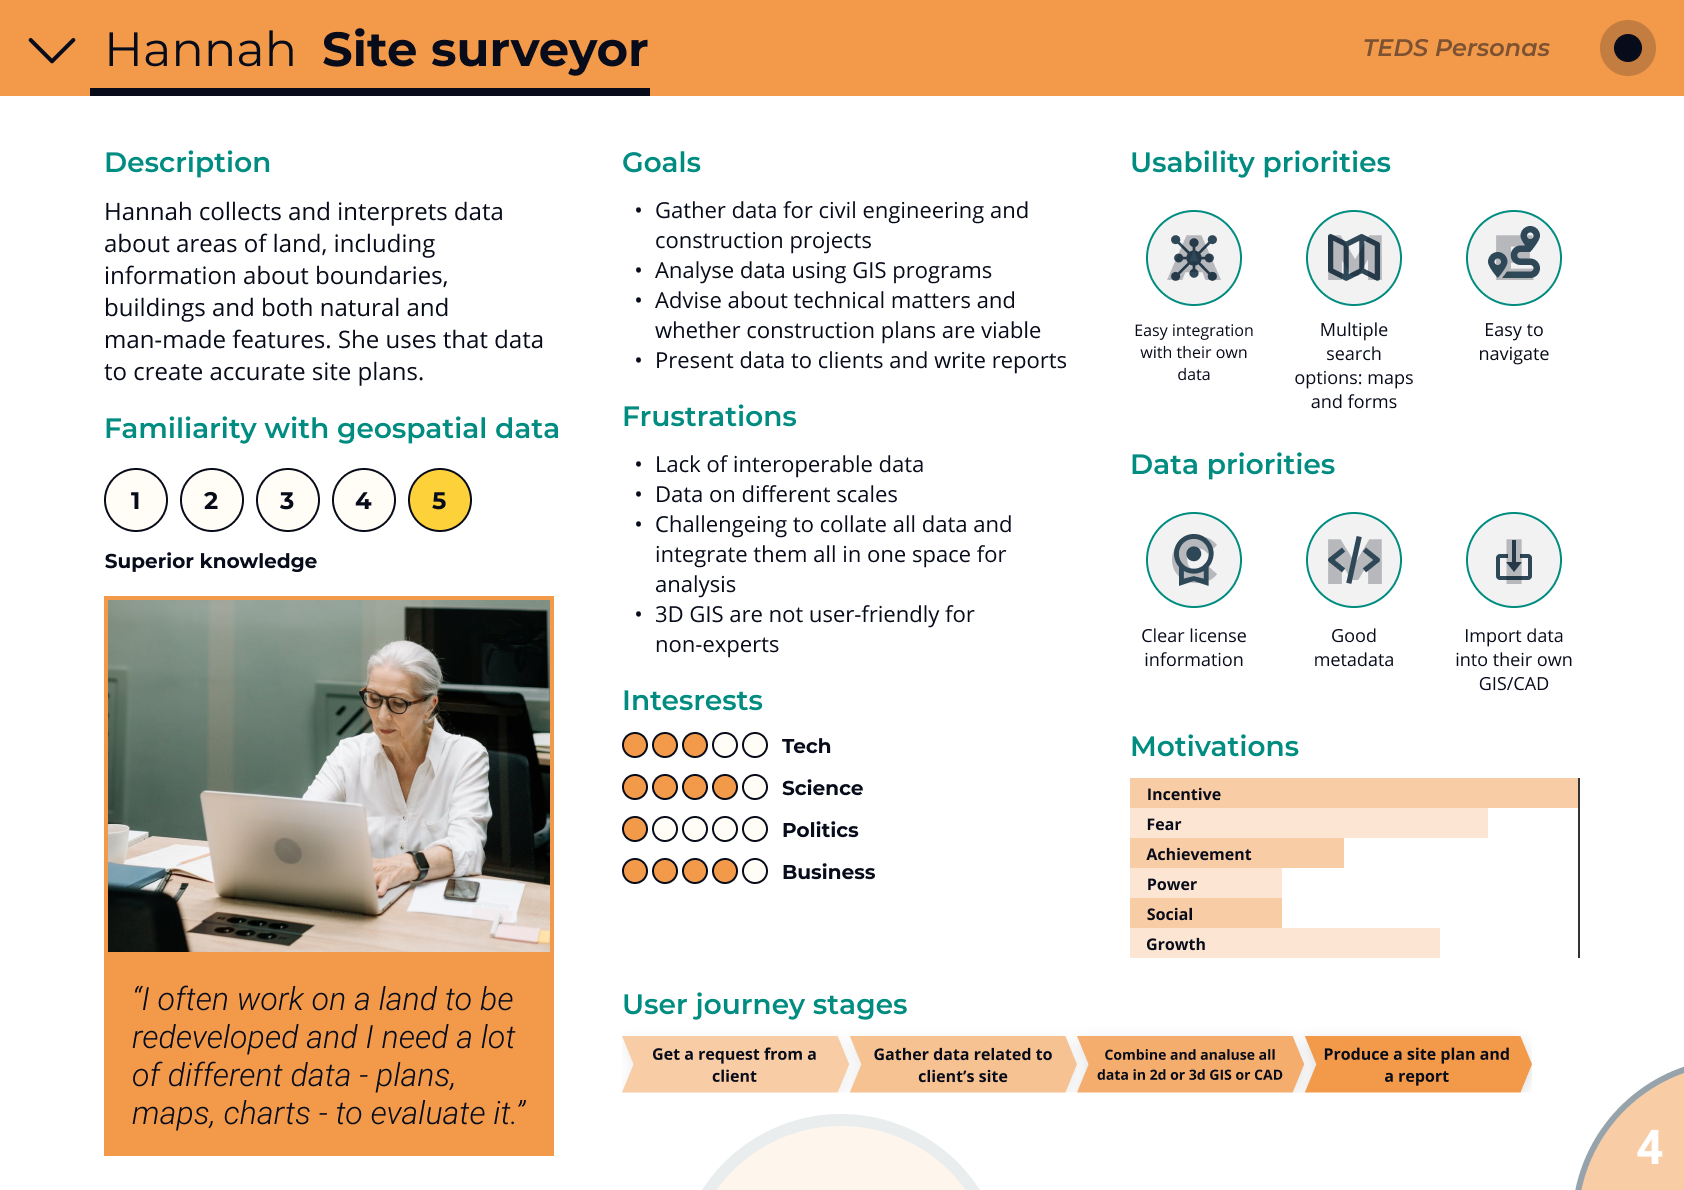 Hannah Site surveyor
TEDS Personas
Description
Hannah collects and interprets data
about areas of land, including
information about boundaries,
buildings and both natural and
man-made features. She uses that data
to create accurate site plans.
Familiarity with geospatial data
1 2 3 4 5
Superior knowledge
“I often work on a land to be
redeveloped and I need a lot
of different data - plans,
maps, charts - to evaluate it.”
Goals
• Gather data for civil engineering and
construction projects
• Analyse data using GIS programs
• Advise about technical matters and
whether construction plans are viable
• Present data to clients and write reports
Frustrations
• Lack of interoperable data
• Data on different scales
• Challengeing to collate all data and
integrate them all in one space for
analysis
• 3D GIS are not user-friendly for
non-experts
Intesrests
Tech
Science
Politics
Business
Usability priorities
Easy integration
with their own
data
Multiple
search
options: maps
and forms
Easy to
navigate
Data priorities
Clear license
information
Good
metadata
Import data
into their own
GIS/CAD
Motivations
Incentive
Fear
Achievement
Power
Social
Growth
User journey stages
Get a request from a
client
Gather data related to
client’s site
Combine and analuse all
data in 2d or 3d GIS or CAD
Produce a site plan and
a report
4